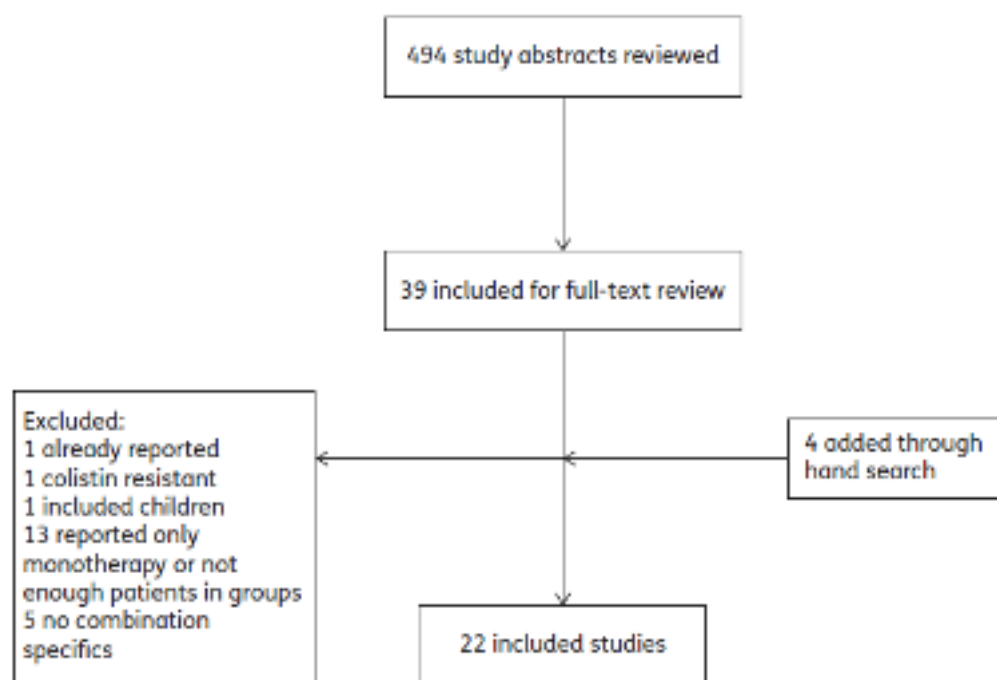 494 study abstracts reviewed
39 included for full-text review
Excluded:
1 already reported
1 colistin resistant
1 included children
13 reported only
monotherapy or not
enough patients in groups
5 no combination
specifics
4 added through
hand search
22 included studies